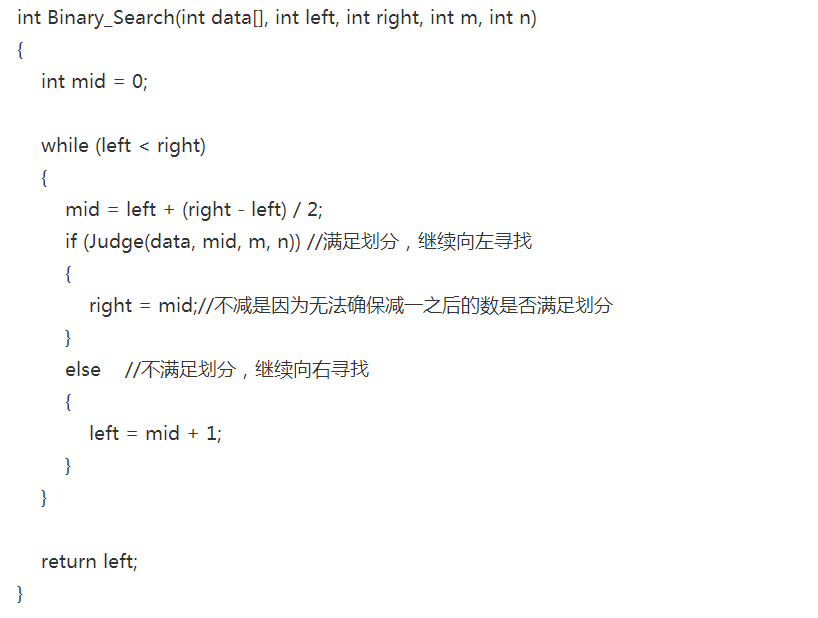 int Binary_Search(int data[], int left, int right, int m, int n)
{
int mid = 0;
while (left < right)
{
mid = left + (right - left) / 2;
if (Judge(data, mid, m, n)) //满足划分，继续向左寻找
{
right = mid;//不减是因为无法确保减一之后的数是否满足划分
}
else //不满足划分，继续向右寻找
{
left = mid + 1;
}
}
return left;
}